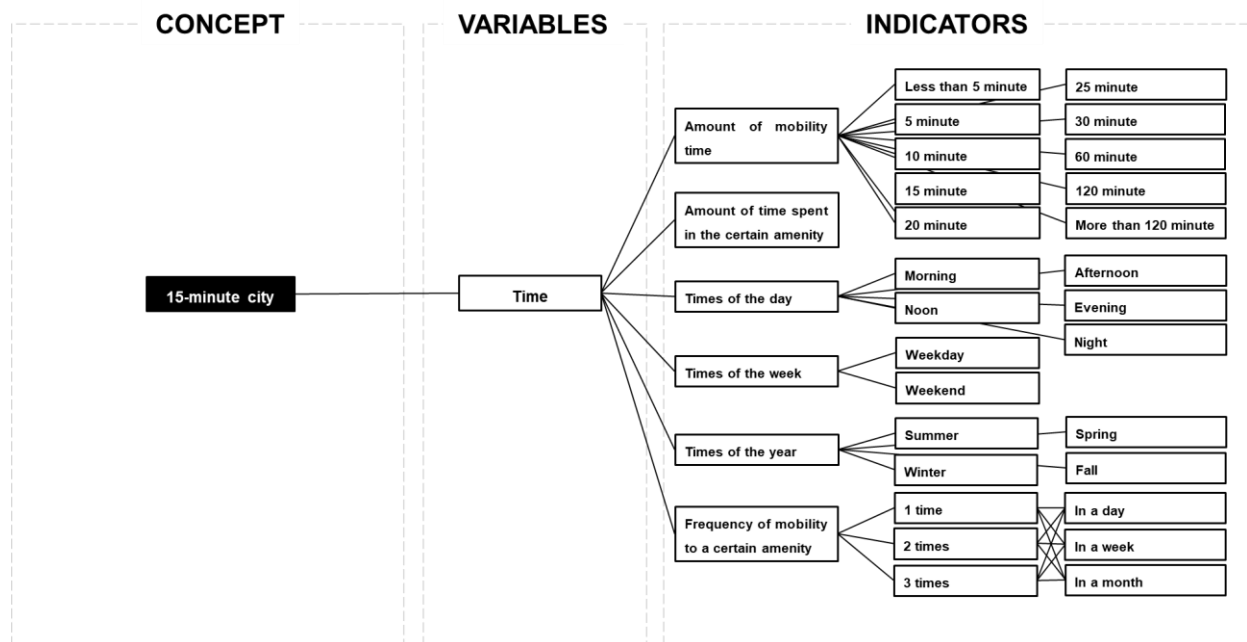 CONCEPT
VARIABLES
INDICATORS
15-minute city
Time
Amount of mobility
time
Less than 5 minute
25 minute
5 minute
30 minute
10 minute
60 minute
15 minute
120 minute
20 minute
More than 120 minute
Amount of time spent
in the certain amenity
Times of the day
Morning
Afternoon
Noon
Evening
Night
Times of the week
Weekday
Weekend
Times of the year
Summer
Spring
Winter
Fall
Frequency of mobility
to a certain amenity
1 time
In a day
2 times
In a week
3 times
In a month